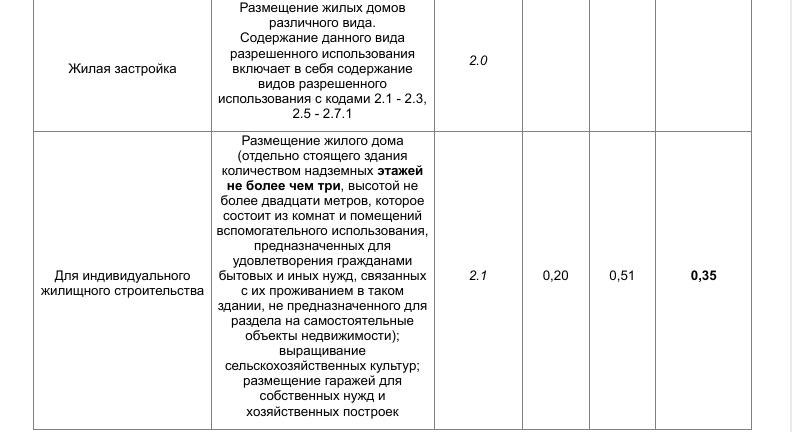 Жилая застройка
Размещение жилых домов
различного вида.
Содержание данного вида
разрешенного использования
включает в себя содержание
видов разрешенного
использования с кодами 2.1 - 2.3,
2.5 - 2.7.1
2.0
Для индивидуального
жилищного строительства
Размещение жилого дома
(отдельно стоящего здания
количеством надземных этажей
не более чем три, высотой не
более двадцати метров, которое
состоит из комнат и помещений
вспомогательного использования,
предназначенных для
удовлетворения гражданами
бытовых и иных нужд, связанных
с их проживанием в таком
здании, не предназначенного для
раздела на самостоятельные
объекты недвижимости);
выращивание
сельскохозяйственных культур;
размещение гаражей для
собственных нужд и
хозяйственных построек
2.1
0,20
0,51
0,35